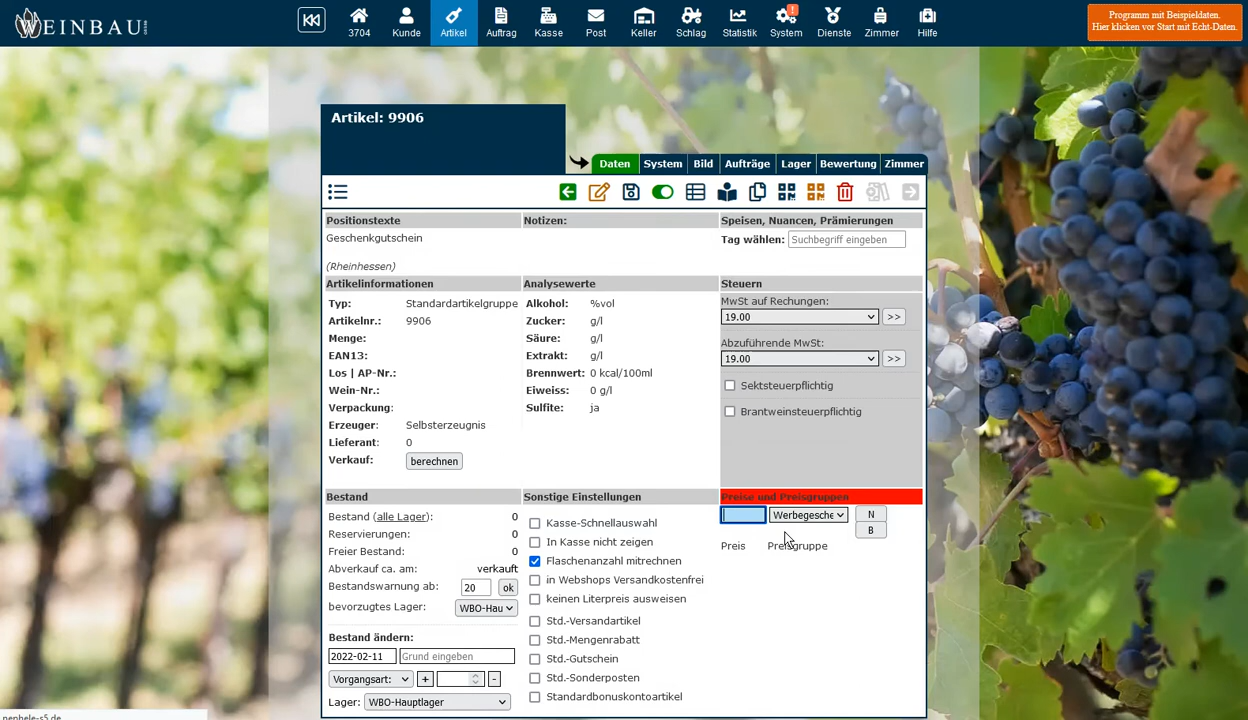 WEINBAU
3704
Kunde
Artikel
Auftrag
Kasse
Post
Keller
Schlag
Statistik
System
Dienste
Zimmer
Hilfe
Programm mit Beispieldaten.
Hier klicken vor Start mit Echt-Daten.
Artikel: 9906
Daten System Bild Aufträge Lager Bewertung Zimmer
Positionstexte
Geschenkgutschein
(Rheinhessen)
Notizen:
Speisen, Nuancen, Prämierungen
Tag wählen: Suchbegriff eingeben
Artikelinformationen
Typ: Standardartikelgruppe
Artikelnr.: 9906
Menge:
EAN13:
Los | AP-Nr.:
Wein-Nr.:
Verpackung:
Erzeuger: Selbsterzeugnis
Lieferant: 0
Verkauf: berechnen
Analysewerte
Alkohol: %vol
Zucker: g/l
Säure: g/l
Extrakt: g/l
Brennwert: 0 kcal/100ml
Eiweiss: 0 g/l
Sulfite: ja
Steuern
MwSt auf Rechnungen:
19.00 >>
Abzuführende MwSt:
19.00 >>
Sektsteuerpflichtig
Brantweinsteuerpflichtig
Bestand
Bestand (alle Lager): 0
Reservierungen: 0
Freier Bestand: 0
Abverkauf ca. am: verkauft
Bestandswarnung ab: 20 ok
bevorzugtes Lager: WBO-Hau
Bestand ändern:
2022-02-11 Grund eingeben
Vorgangsart: + -
Lager: WBO-Hauptlager
Sonstige Einstellungen
Kasse-Schnellauswahl
In Kasse nicht zeigen
Flaschenanzahl mitrechnen
in Webshops Versandkostenfrei
keinen Literpreis ausweisen
Std.-Versandartikel
Std.-Mengenrabatt
Std.-Gutschein
Std.-Sonderposten
Standardbonuskontoartikel
Preise und Preisgruppen
Werbegesche N
B
Preis Preisgruppe